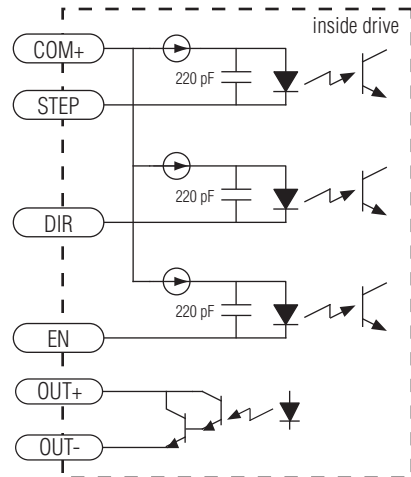 inside drive
COM+
220 pF
STEP
220 pF
DIR
220 pF
EN
OUT+
OUT-